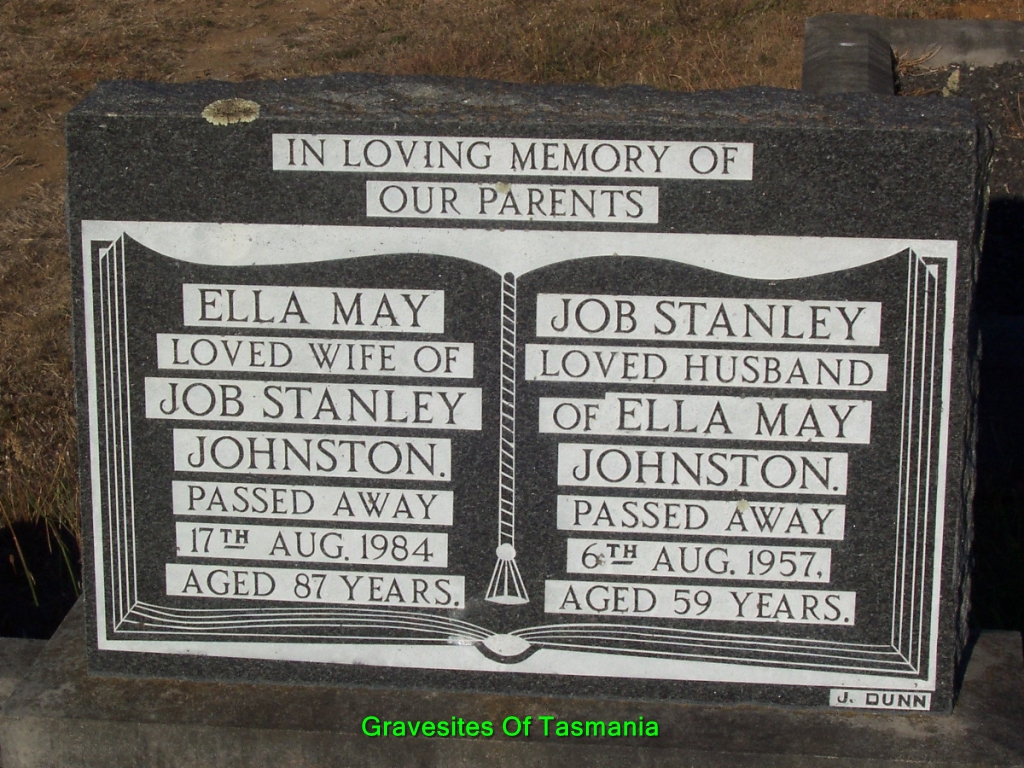 IN LOVING MEMORY OF
OUR PARENTS
ELLA MAY
LOVED WIFE OF
JOB STANLEY
JOHNSTON.
PASSED AWAY
17TH AUG. 1984
AGED 87 YEARS.
JOB STANLEY
LOVED HUSBAND
OF ELLA MAY
JOHNSTON.
PASSED AWAY
6TH AUG. 1957,
AGED 59 YEARS.
J. DUNN
Gravesites Of Tasmania